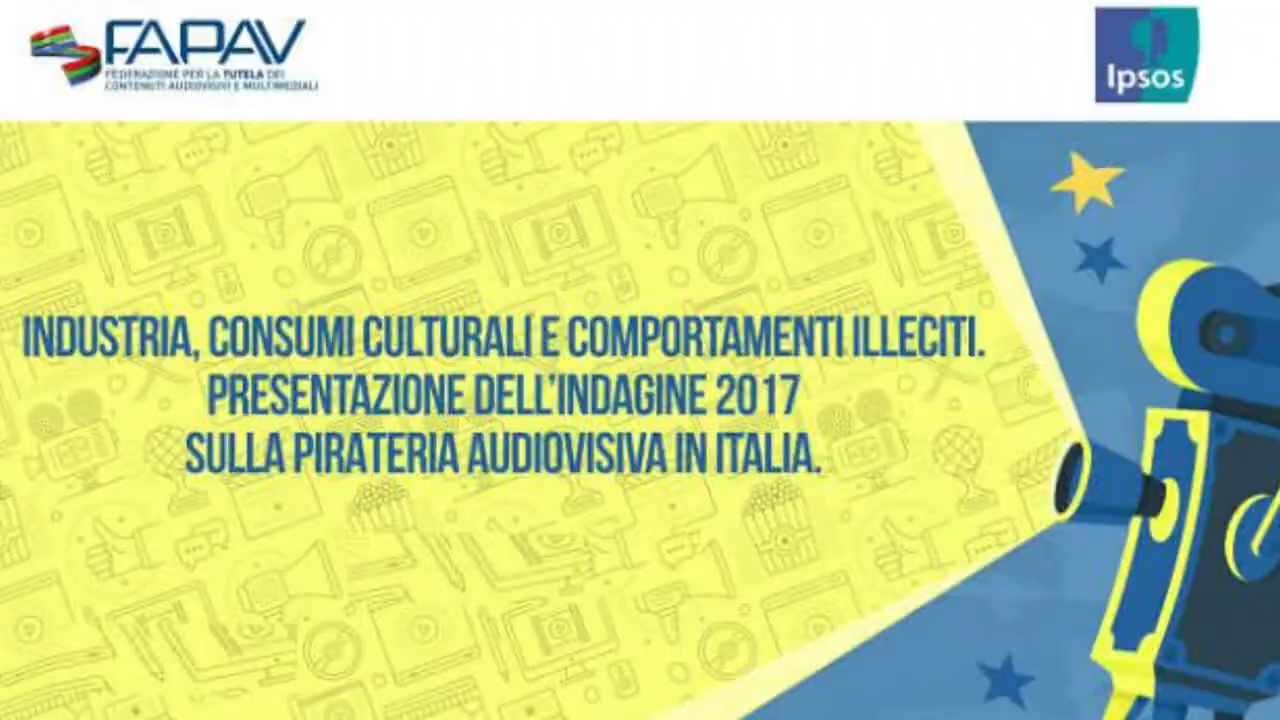 FAPAV
FEDERAZIONE PER LA TUTELA DEI
CONTENUTI AUDIOVISIVI E MULTIMEDIALI
Ipsos
INDUSTRIA, CONSUMI CULTURALI E COMPORTAMENTI ILLECITI.
PRESENTAZIONE DELL'INDAGINE 2017
SULLA PIRATERIA AUDIOVISIVA IN ITALIA.